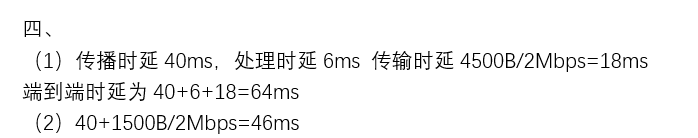 四、
（1）传播时延 40ms，处理时延 6ms 传输时延 4500B/2Mbps=18ms
端到端时延为 40+6+18=64ms
（2）40+1500B/2Mbps=46ms